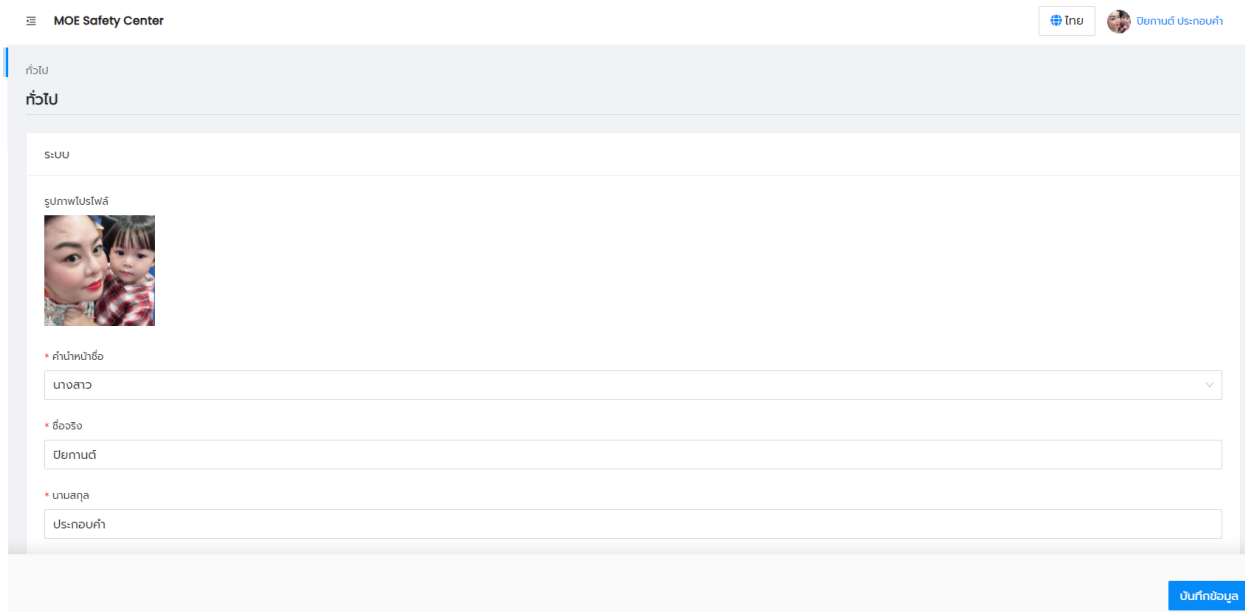 MOE Safety Center
ไทย
ปิยกานต์ ประกอบคำ
ทั่วไป
ทั่วไป
ระบบ
รูปภาพโปรไฟล์
* คำนำหน้าชื่อ
นางสาว
* ชื่อจริง
ปิยกานต์
* นามสกุล
ประกอบคำ
บันทึกข้อมูล